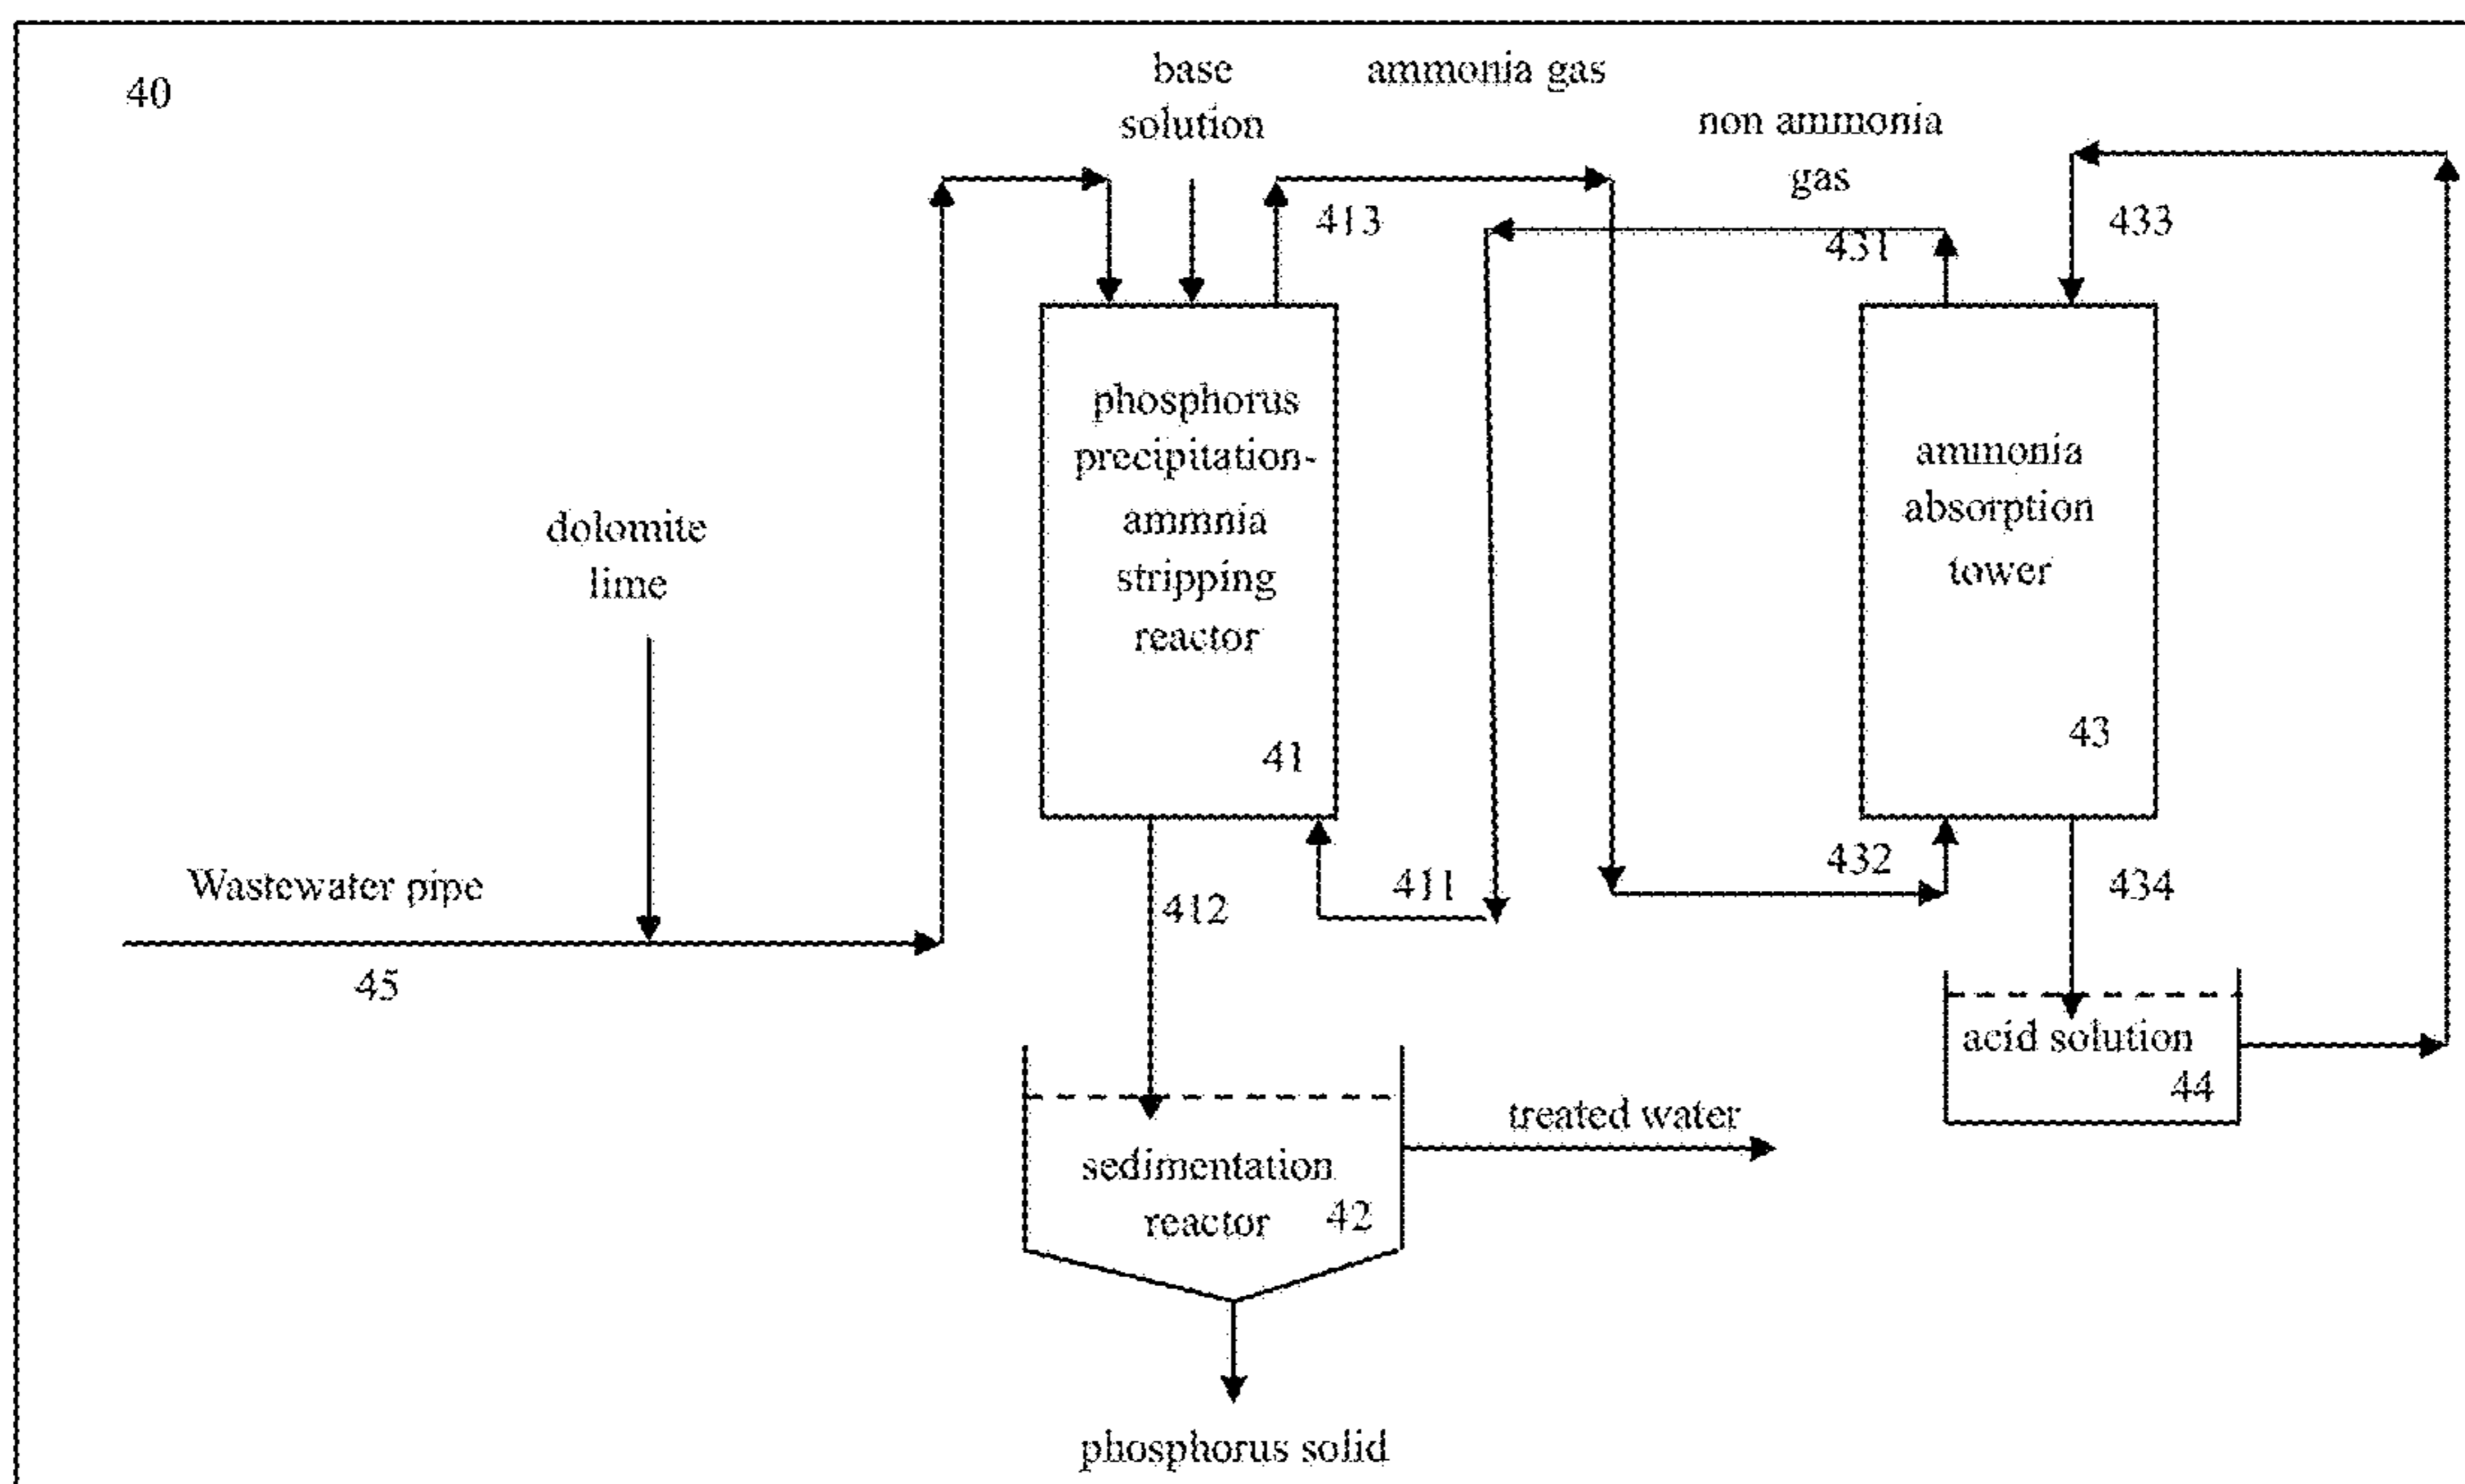 40
base
solution
ammonia gas
non ammonia
gas
413
431
433
phosphorus
precipitation-
ammnia
stripping
reactor
41
ammonia
absorption
tower
43
dolomite
lime
Wastewater pipe
45
412
411
432
434
acid solution
44
treated water
sedimentation
reactor
42
phosphorus solid